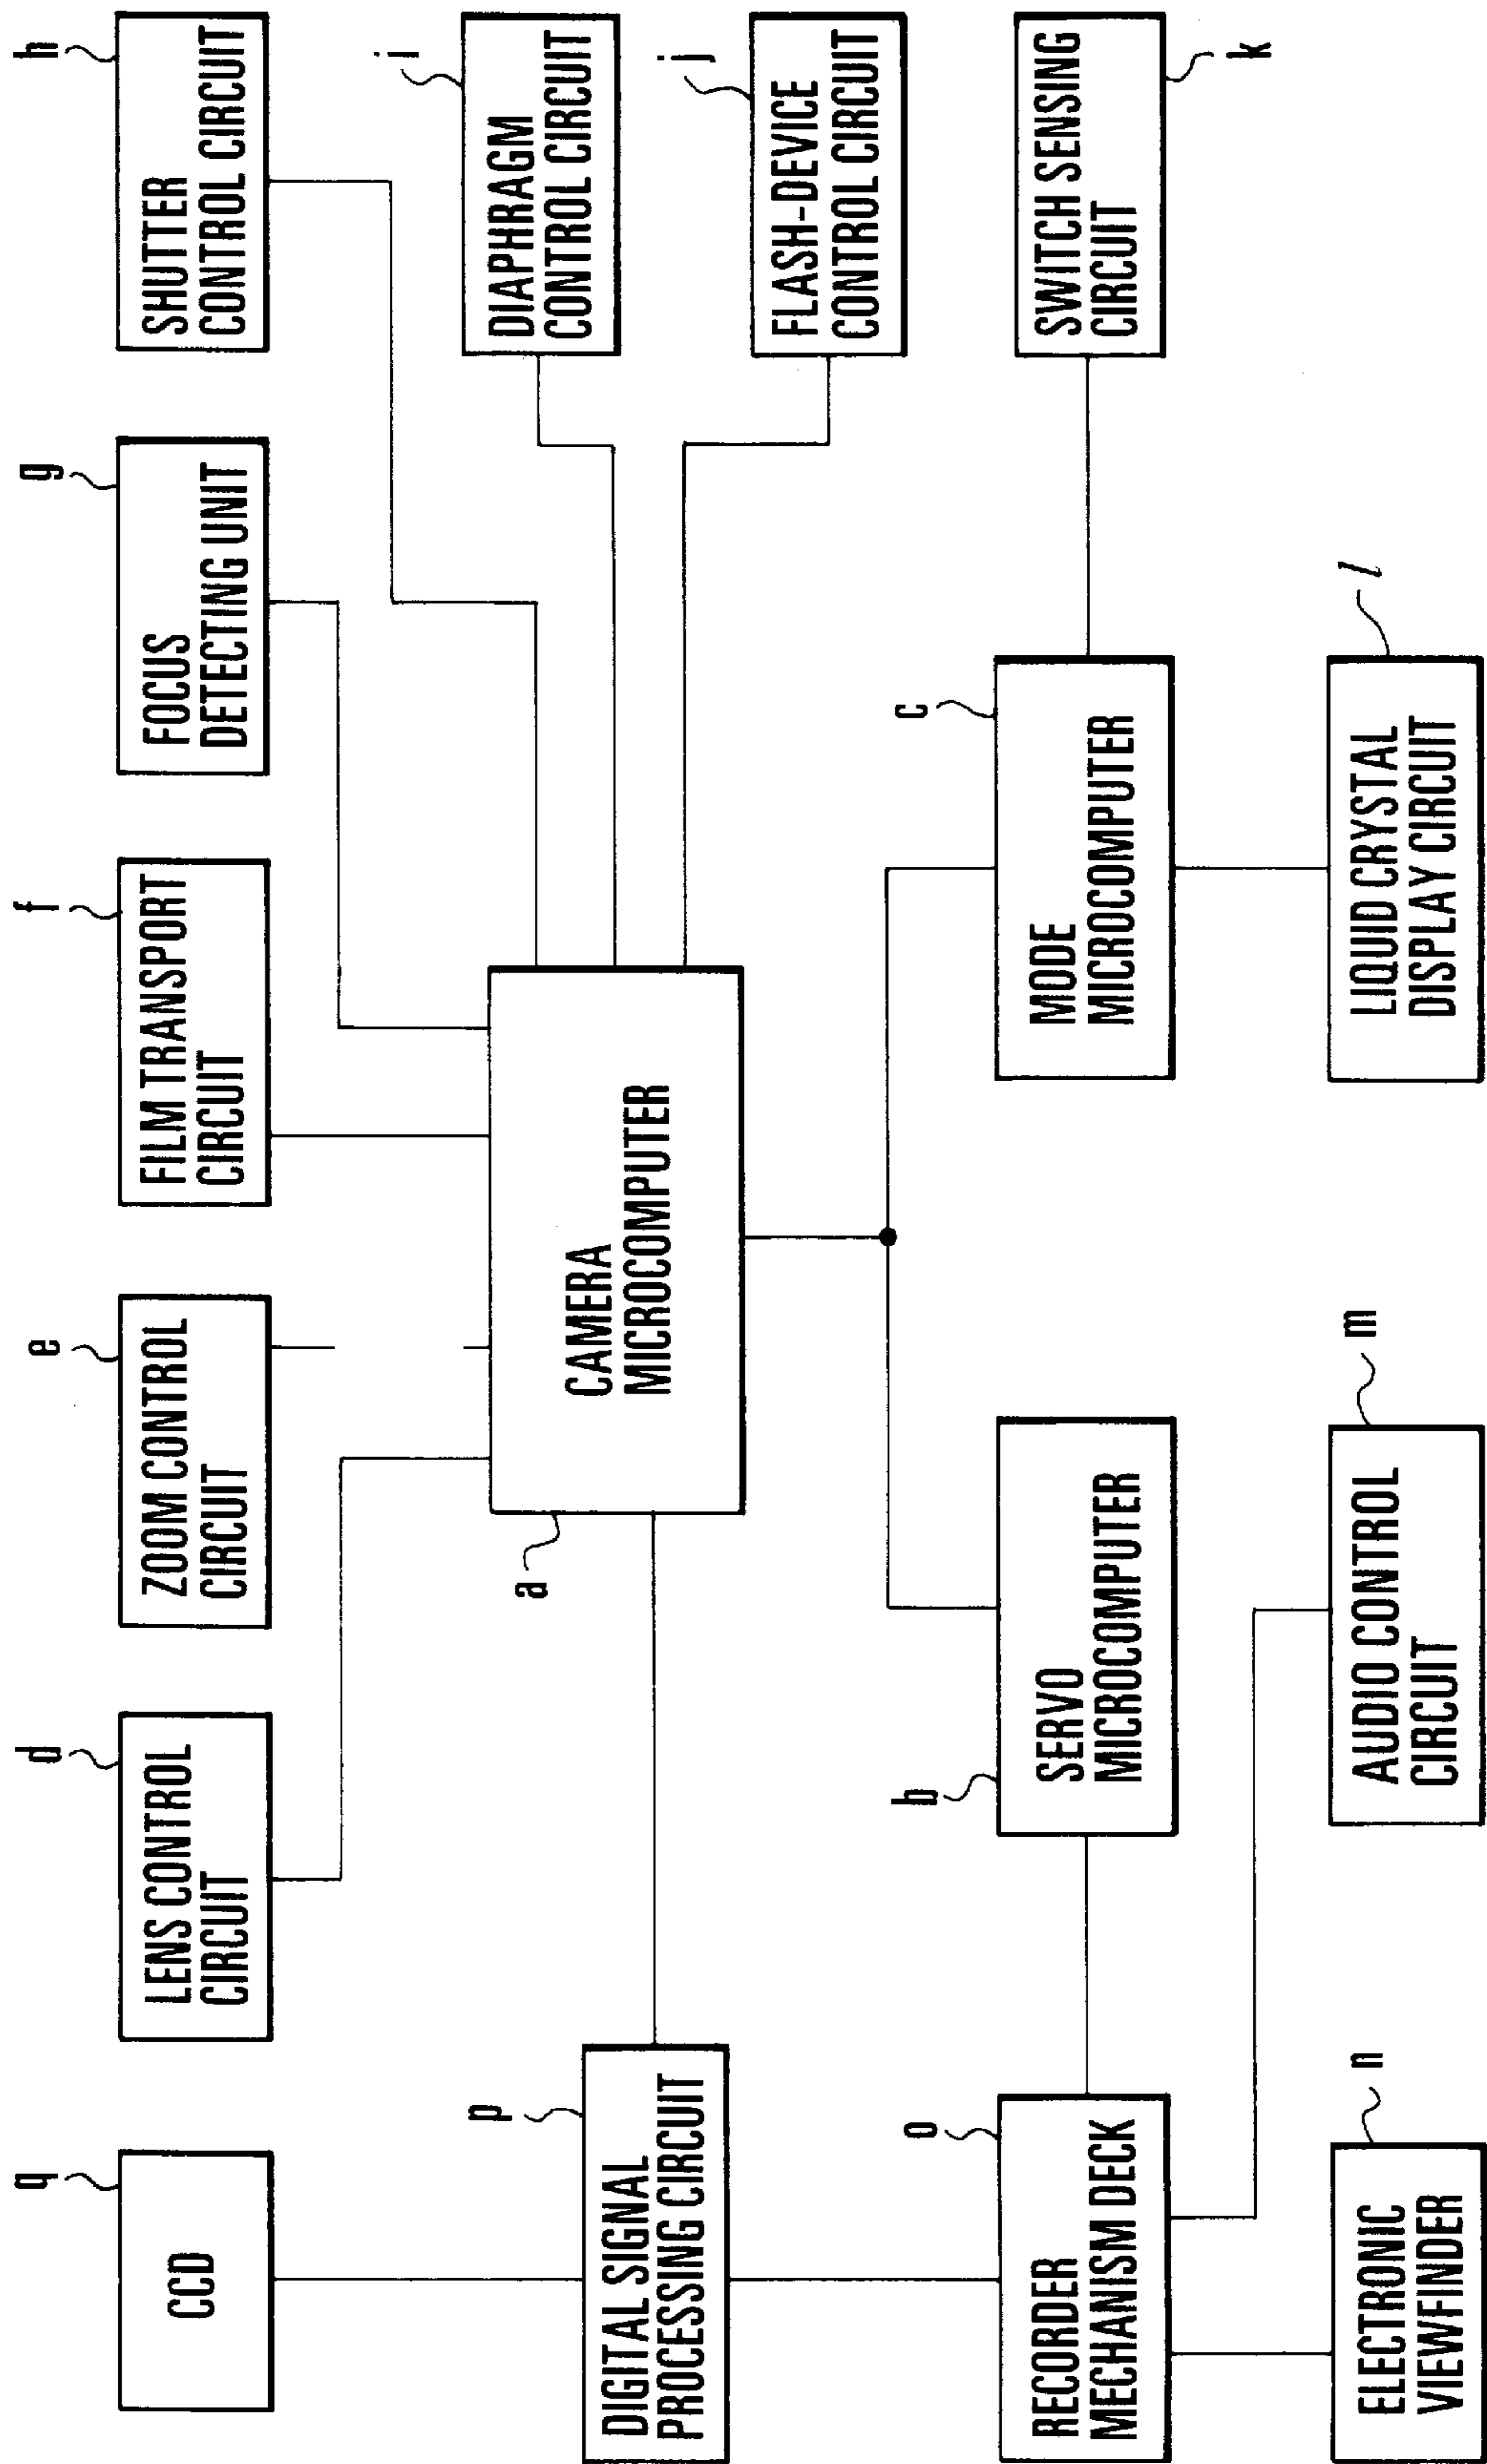 q
CCD
d
LENS CONTROL
CIRCUIT
e
ZOOM CONTROL
CIRCUIT
f
FILM TRANSPORT
CIRCUIT
g
FOCUS
DETECTING UNIT
h
SHUTTER
CONTROL CIRCUIT
p
DIGITAL SIGNAL
PROCESSING CIRCUIT
a
CAMERA
MICROCOMPUTER
i
DIAPHRAGM
CONTROL CIRCUIT
j
FLASH-DEVICE
CONTROL CIRCUIT
o
RECORDER
MECHANISM DECK
b
SERVO
MICROCOMPUTER
c
MODE
MICROCOMPUTER
SWITCH SENSING
CIRCUIT
k
n
ELECTRONIC
VIEWFINDER
m
AUDIO CONTROL
CIRCUIT
l
LIQUID CRYSTAL
DISPLAY CIRCUIT